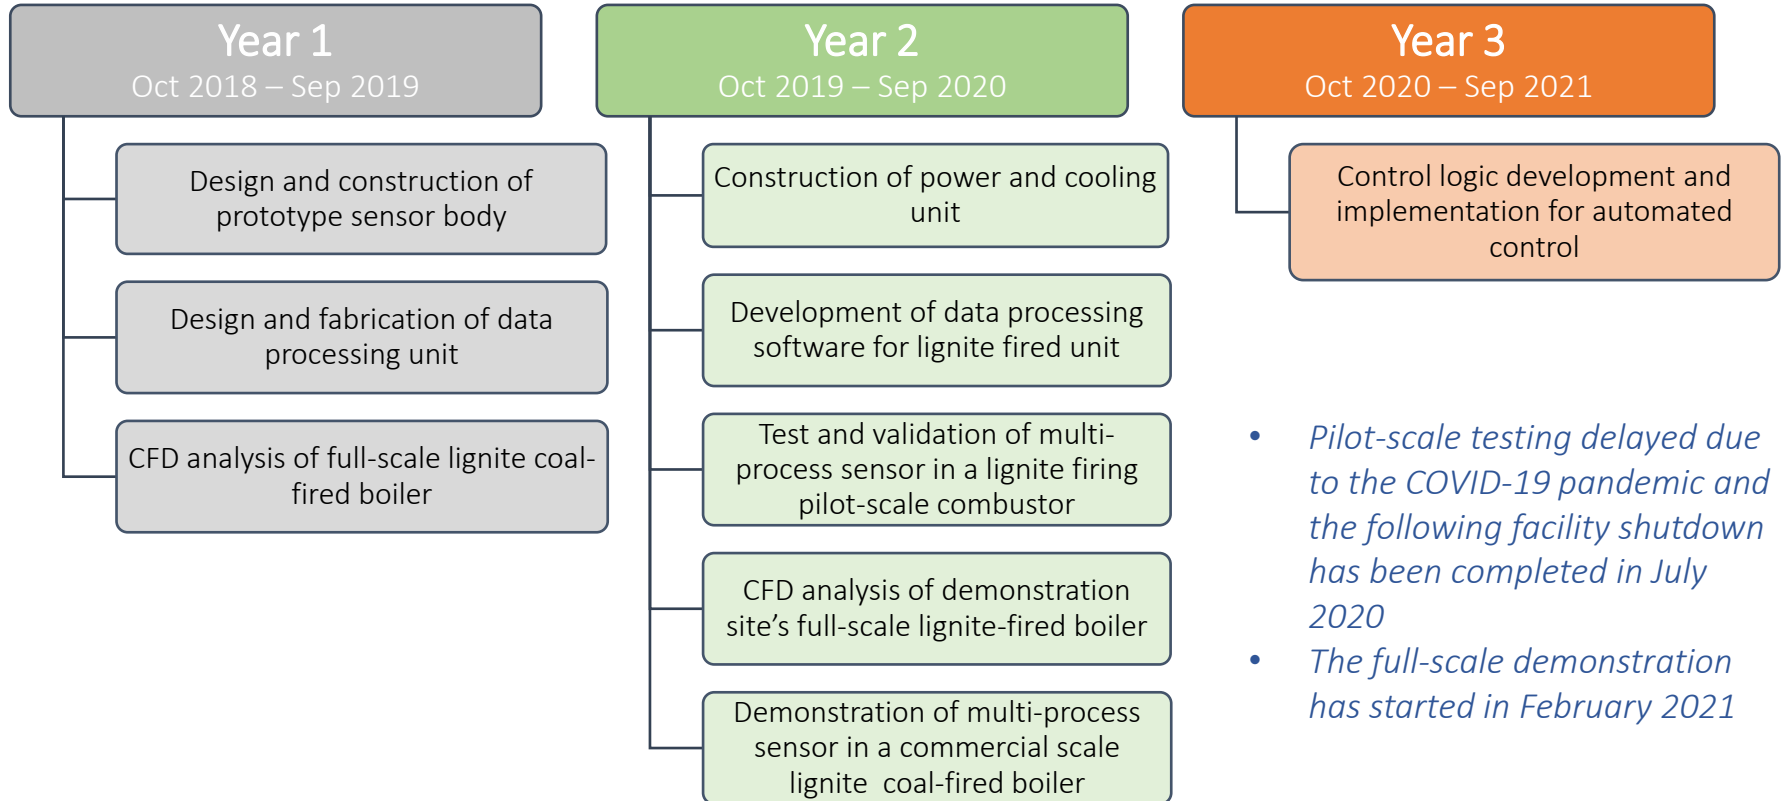 Year 1
Oct 2018 – Sep 2019
Design and construction of
prototype sensor body
Design and fabrication of data
processing unit
CFD analysis of full-scale lignite coal-
fired boiler
Year 2
Oct 2019 – Sep 2020
Construction of power and cooling
unit
Development of data processing
software for lignite fired unit
Test and validation of multi-
process sensor in a lignite firing
pilot-scale combustor
CFD analysis of demonstration
site’s full-scale lignite-fired boiler
Demonstration of multi-process
sensor in a commercial scale
lignite  coal-fired boiler
Year 3
Oct 2020 – Sep 2021
Control logic development and
implementation for automated
control
• Pilot-scale testing delayed due
to the COVID-19 pandemic and
the following facility shutdown
has been completed in July
2020
• The full-scale demonstration
has started in February 2021